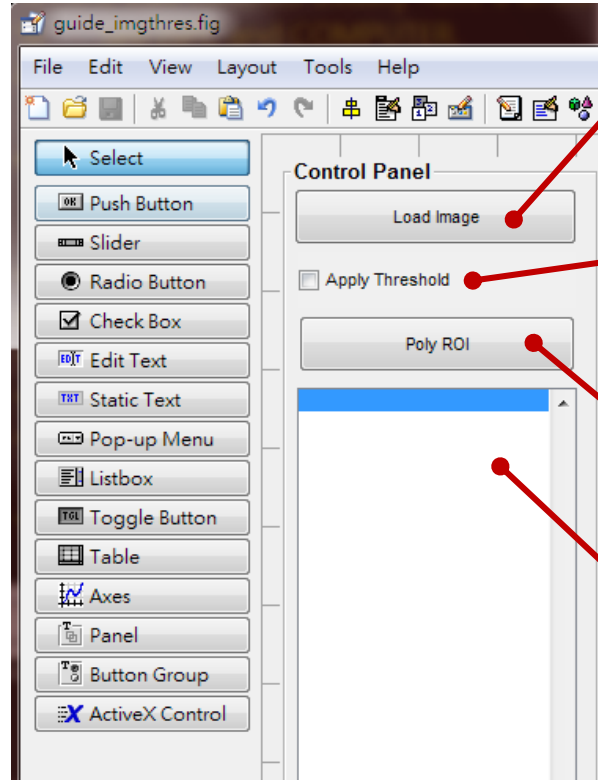 guide_imgthres.fig
File Edit View Layout Tools Help
Select
Push Button
Slider
Radio Button
Check Box
Edit Text
Static Text
Pop-up Menu
Listbox
Toggle Button
Table
Axes
Panel
Button Group
ActiveX Control
Control Panel
Load Image
Apply Threshold
Poly ROI